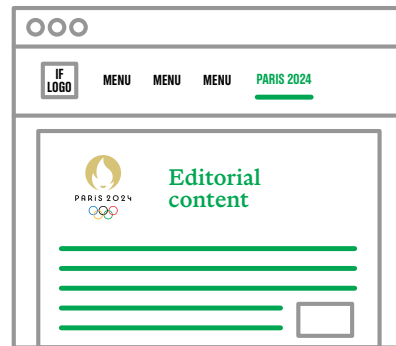 IF
LOGO
MENU MENU MENU PARIS 2024
Editorial
content
PARIS 2024